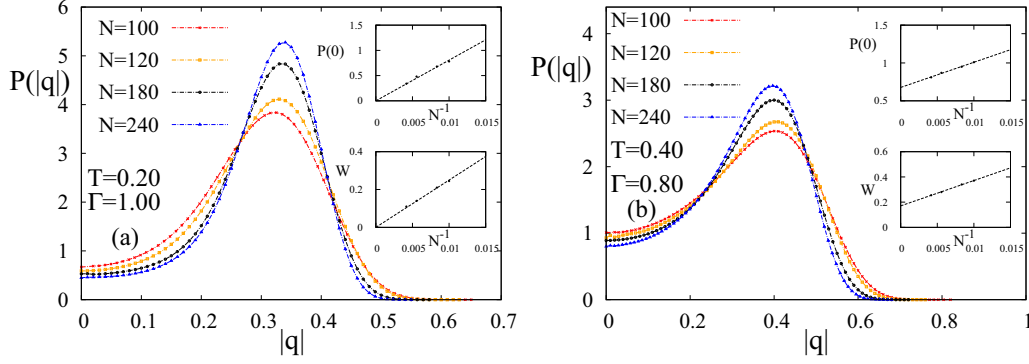 P(|q|)
6
5
4
3
2
1
0
N=100
N=120
N=180
N=240
T=0.20
Γ=1.00
(a)
0 0.1 0.2 0.3 0.4 0.5 0.6 0.7
|q|
P(0)
1.5
1
0.5
0
0 0.005 0.01 0.015
N-1
W
0.4
0.2
0
0 0.005 0.01 0.015
N-1
P(|q|)
4
3
2
1
0
N=100
N=120
N=180
N=240
T=0.40
Γ=0.80
(b)
0 0.2 0.4 0.6 0.8 1
|q|
P(0)
1.5
1
0.5
0 0.005 0.01 0.015
N-1
W
0.6
0.4
0.2
0
0 0.005 0.01 0.015
N-1